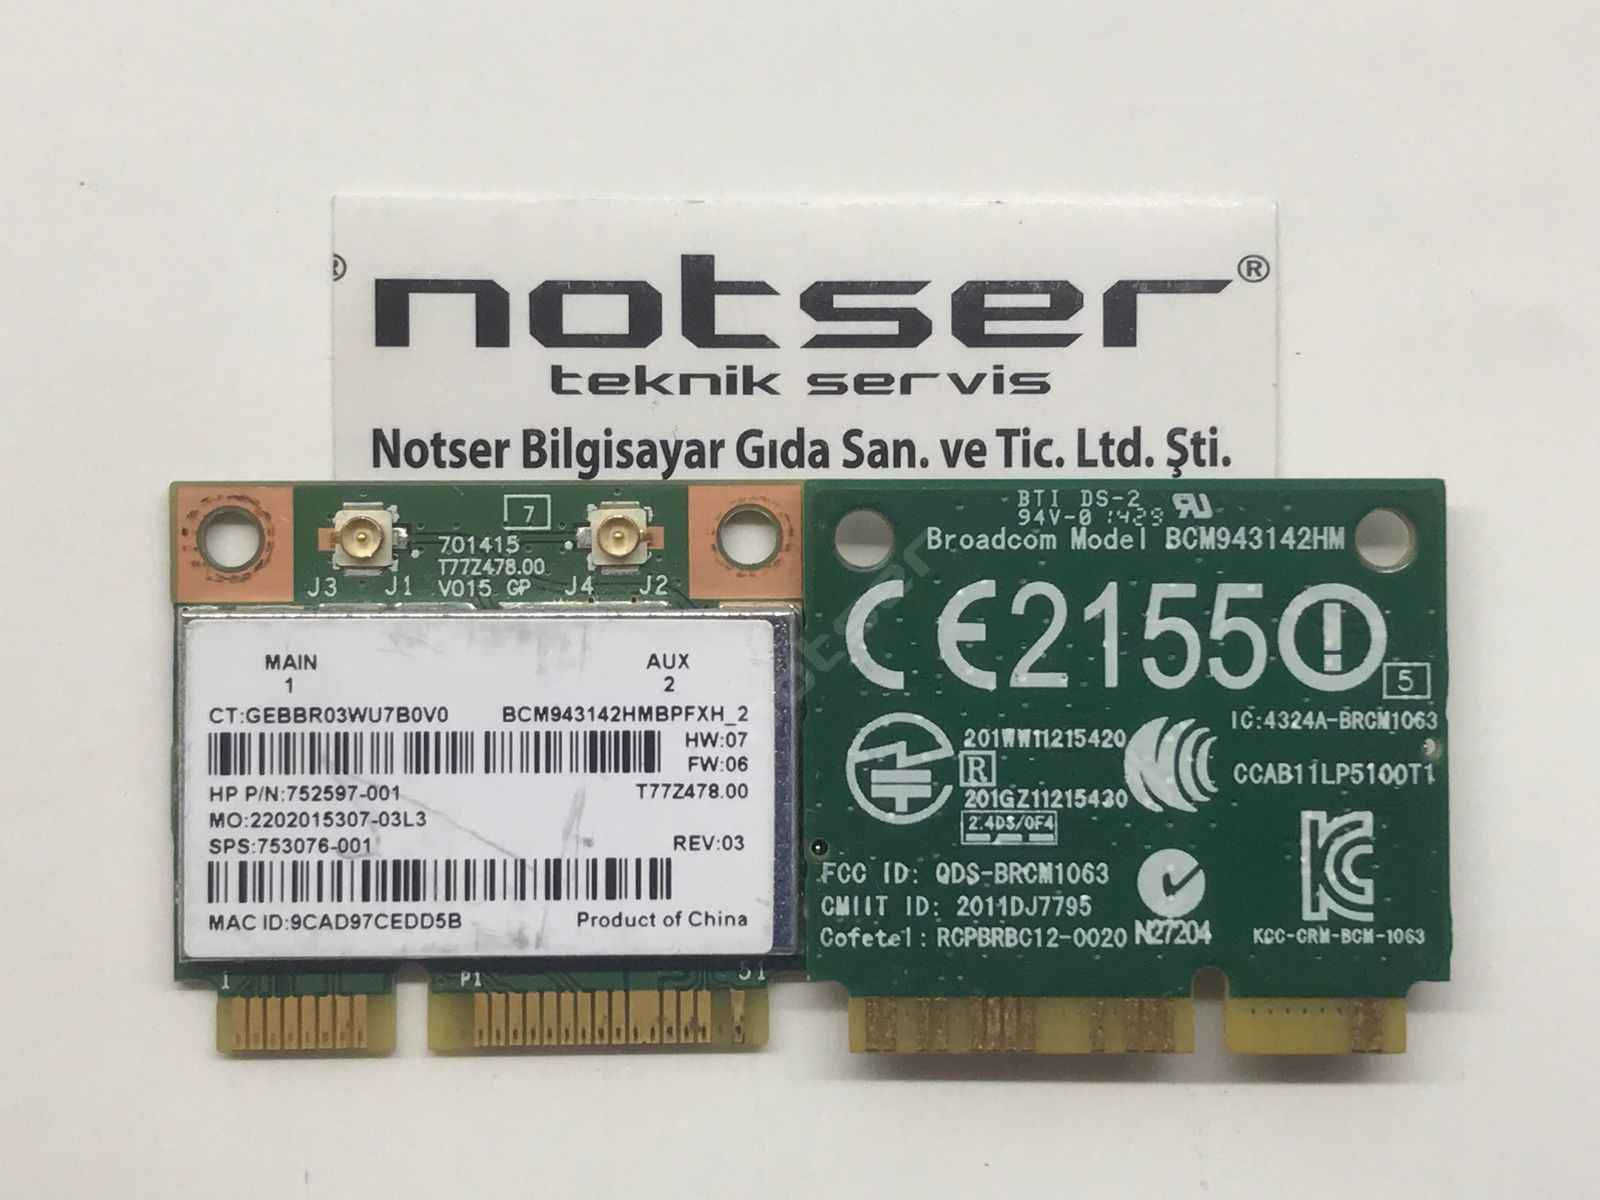 ® notser®
teknik servis
Notser Bilgisayar Gıda San. ve Tic. Ltd. Şti.
7
701415
T77Z478.00
V015 GP
J3 J1 J4 J2
MAIN AUX
1 2
CT:GEBBR03WU7B0V0 BCM943142HMBPFXH_2
HW:07
FW:06
HP P/N:752597-001 T77Z478.00
MO:2202015307-03L3
SPS:753076-001 REV:03
MAC ID:9CAD97CEDD5B Product of China
1 P1 51
BTI DS-2
94V-0 1429
Broadcom Model BCM943142HM
CE2155
5
IC:4324A-BRCM1063
201WW11215420
R
CCAB11LP5100T1
201GZ11215430
2.4DS/OF4
FCC ID: QDS-BRCM1063
CMIIT ID: 2011DJ7795
Cofetel: RCPBRBC12-0020 N27204
KCC-CRM-BCM-1063